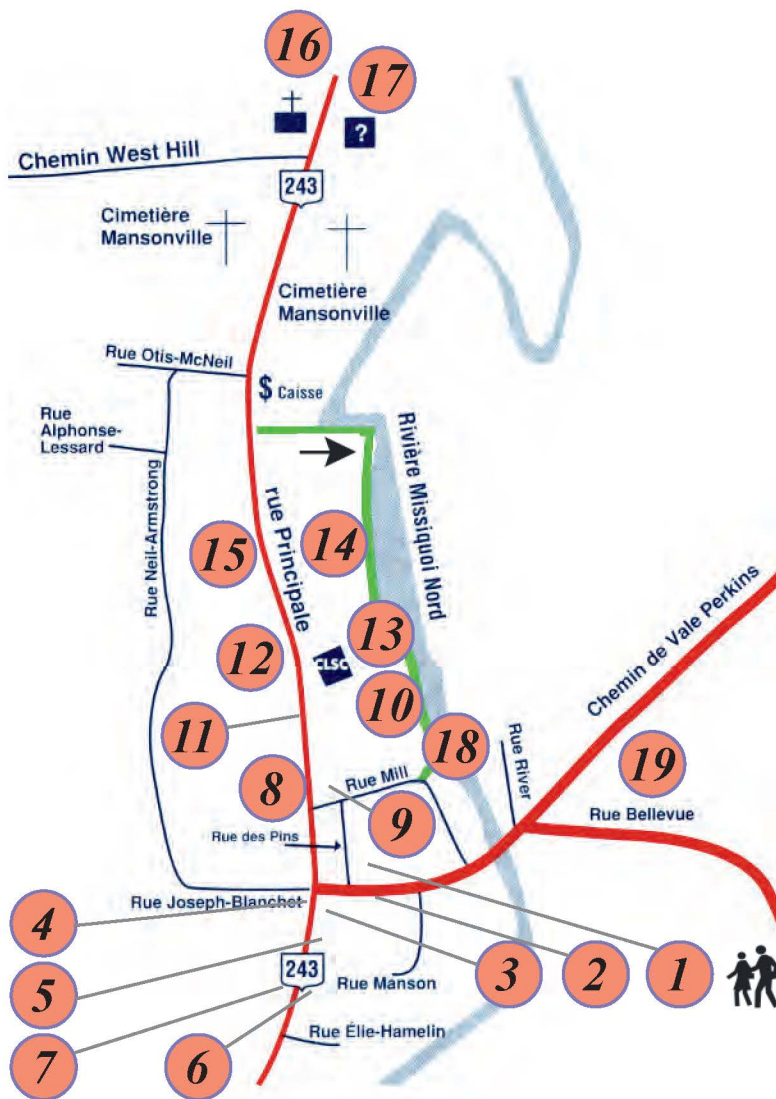 16
17
?
Chemin West Hill
243
Cimetière
Mansonville
Cimetière
Mansonville
Rue Otis-McNeil
$ Caisse
Rue
Alphonse-
Lessard
Rivière Missiquoi Nord
Rue Neil-Armstrong
rue Principale
14
15
Chemin de Vale Perkins
13
12
CLSC
10
11
18
Rue River
19
8
Rue Mill
9
Rue Bellevue
Rue des Pins
Rue Joseph-Blanchet
4
3
2
1
5
243
Rue Manson
Rue Élie-Hamelin
7
6